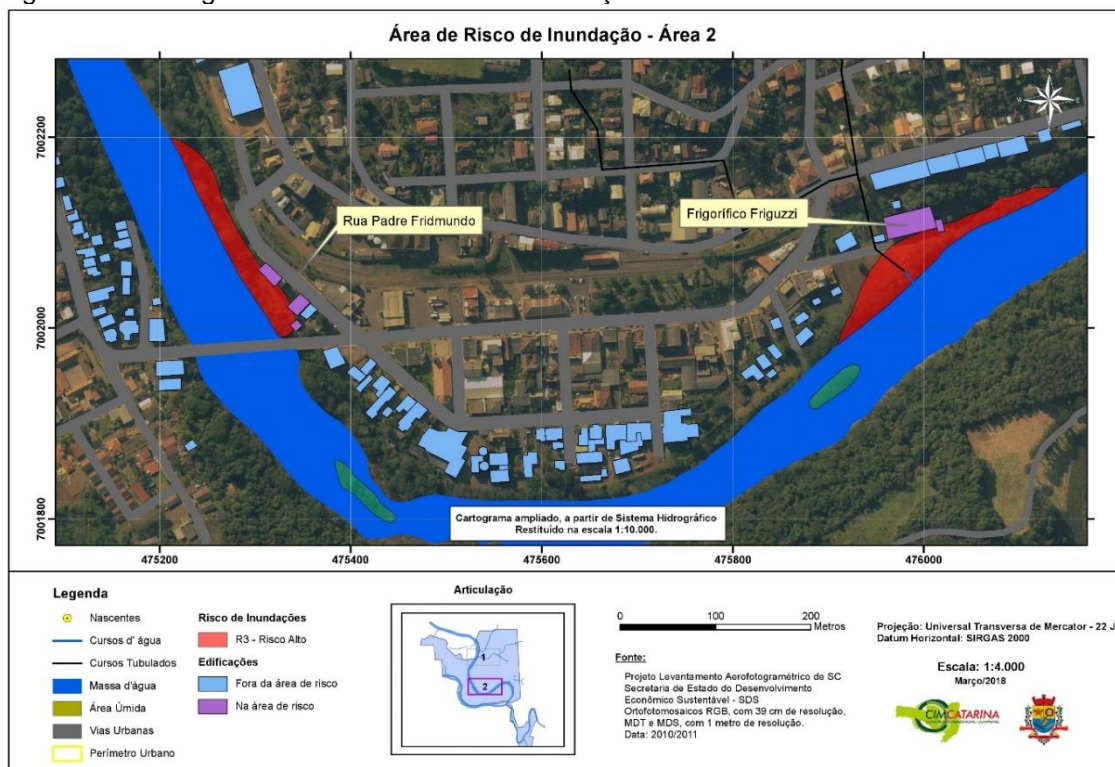 Área de Risco de Inundação - Área 2
7002200
7002000
7001800
Rua Padre Fridmundo
Frigorífico Friguzzi
Cartograma ampliado, a partir de Sistema Hidrográfico
Restituído na escala 1:10.000.
475200
475400
475600
475800
476000
Legenda
Nascentes
Cursos d' água
Cursos Tubulados
Massa d'água
Área Úmida
Vias Urbanas
Perímetro Urbano
Risco de Inundações
R3 - Risco Alto
Edificações
Fora da área de risco
Na área de risco
Articulação
1
2
0 100 200
Metros
Fonte:
Projeto Levantamento Aerofotogramétrico de SC
Secretaria de Estado do Desenvolvimento
Econômico Sustentável - SDS
Ortofotomosaicos RGB, com 39 cm de resolução,
MDT e MDS, com 1 metro de resolução.
Data: 2010/2011
Projeção: Universal Transversa de Mercator - 22 J
Datum Horizontal: SIRGAS 2000
Escala: 1:4.000
Março/2018
CIMCATARINA